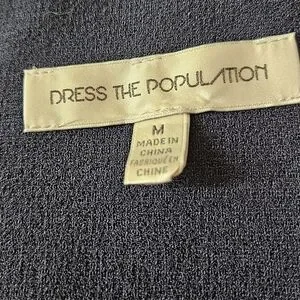 DRESS THE POPULATION
M
MADE IN
CHINA
FABRIQUÉ EN
CHINE